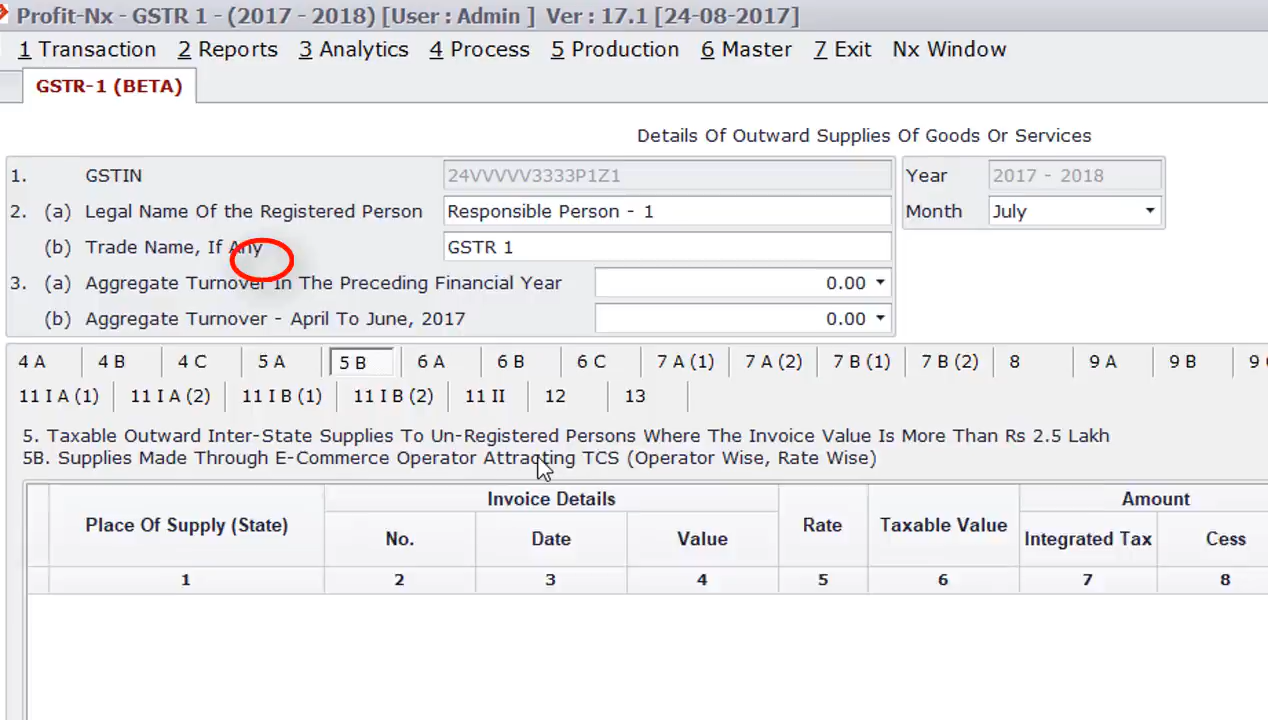 Profit-Nx - GSTR 1 - (2017 - 2018) [User : Admin ] Ver : 17.1 [24-08-2017]
1 Transaction 2 Reports 3 Analytics 4 Process 5 Production 6 Master 7 Exit Nx Window
GSTR-1 (BETA)
Details Of Outward Supplies Of Goods Or Services
1. GSTIN 24VVVVV3333P1Z1 Year 2017 - 2018
2. (a) Legal Name Of the Registered Person Responsible Person - 1 Month July
(b) Trade Name, If Any GSTR 1
3. (a) Aggregate Turnover In The Preceding Financial Year 0.00
(b) Aggregate Turnover - April To June, 2017 0.00
4 A 4 B 4 C 5 A 5 B 6 A 6 B 6 C 7 A (1) 7 A (2) 7 B (1) 7 B (2) 8 9 A 9 B 9
11 I A (1) 11 I A (2) 11 I B (1) 11 I B (2) 11 II 12 13
5. Taxable Outward Inter-State Supplies To Un-Registered Persons Where The Invoice Value Is More Than Rs 2.5 Lakh
5B. Supplies Made Through E-Commerce Operator Attracting TCS (Operator Wise, Rate Wise)
Place Of Supply (State) Invoice Details Rate Taxable Value Amount
No. Date Value Integrated Tax Cess
1 2 3 4 5 6 7 8